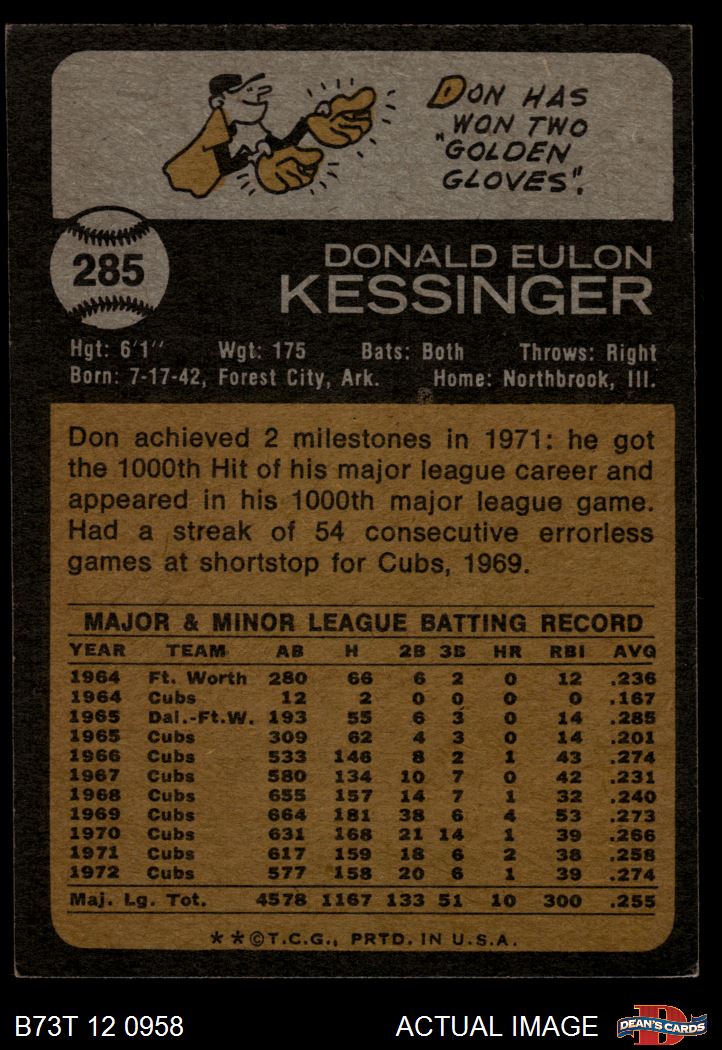 DON HAS
WON TWO
"GOLDEN
GLOVES".
285
DONALD EULON
KESSINGER
Hgt: 6'1" Wgt: 175 Bats: Both Throws: Right
Born: 7-17-42, Forest City, Ark. Home: Northbrook, Ill.
Don achieved 2 milestones in 1971: he got
the 1000th Hit of his major league career and
appeared in his 1000th major league game.
Had a streak of 54 consecutive errorless
games at shortstop for Cubs, 1969.
MAJOR & MINOR LEAGUE BATTING RECORD
YEAR TEAM AB H 2B 3B HR RBI AVG
1964 Ft. Worth 280 66 6 2 0 12 .236
1964 Cubs 12 2 0 0 0 0 .167
1965 Dal.-Ft.W. 193 55 6 3 0 14 .285
1965 Cubs 309 62 4 3 0 14 .201
1966 Cubs 533 146 8 2 1 43 .274
1967 Cubs 580 134 10 7 0 42 .231
1968 Cubs 655 157 14 7 1 32 .240
1969 Cubs 664 181 38 6 4 53 .273
1970 Cubs 631 168 21 14 1 39 .266
1971 Cubs 617 159 18 6 2 38 .258
1972 Cubs 577 158 20 6 1 39 .274
Maj. Lg. Tot. 4578 1167 133 51 10 300 .255
**©T.C.G., PRTD. IN U.S.A.
B73T 12 0958 ACTUAL IMAGE
D
DEAN'S CARDS